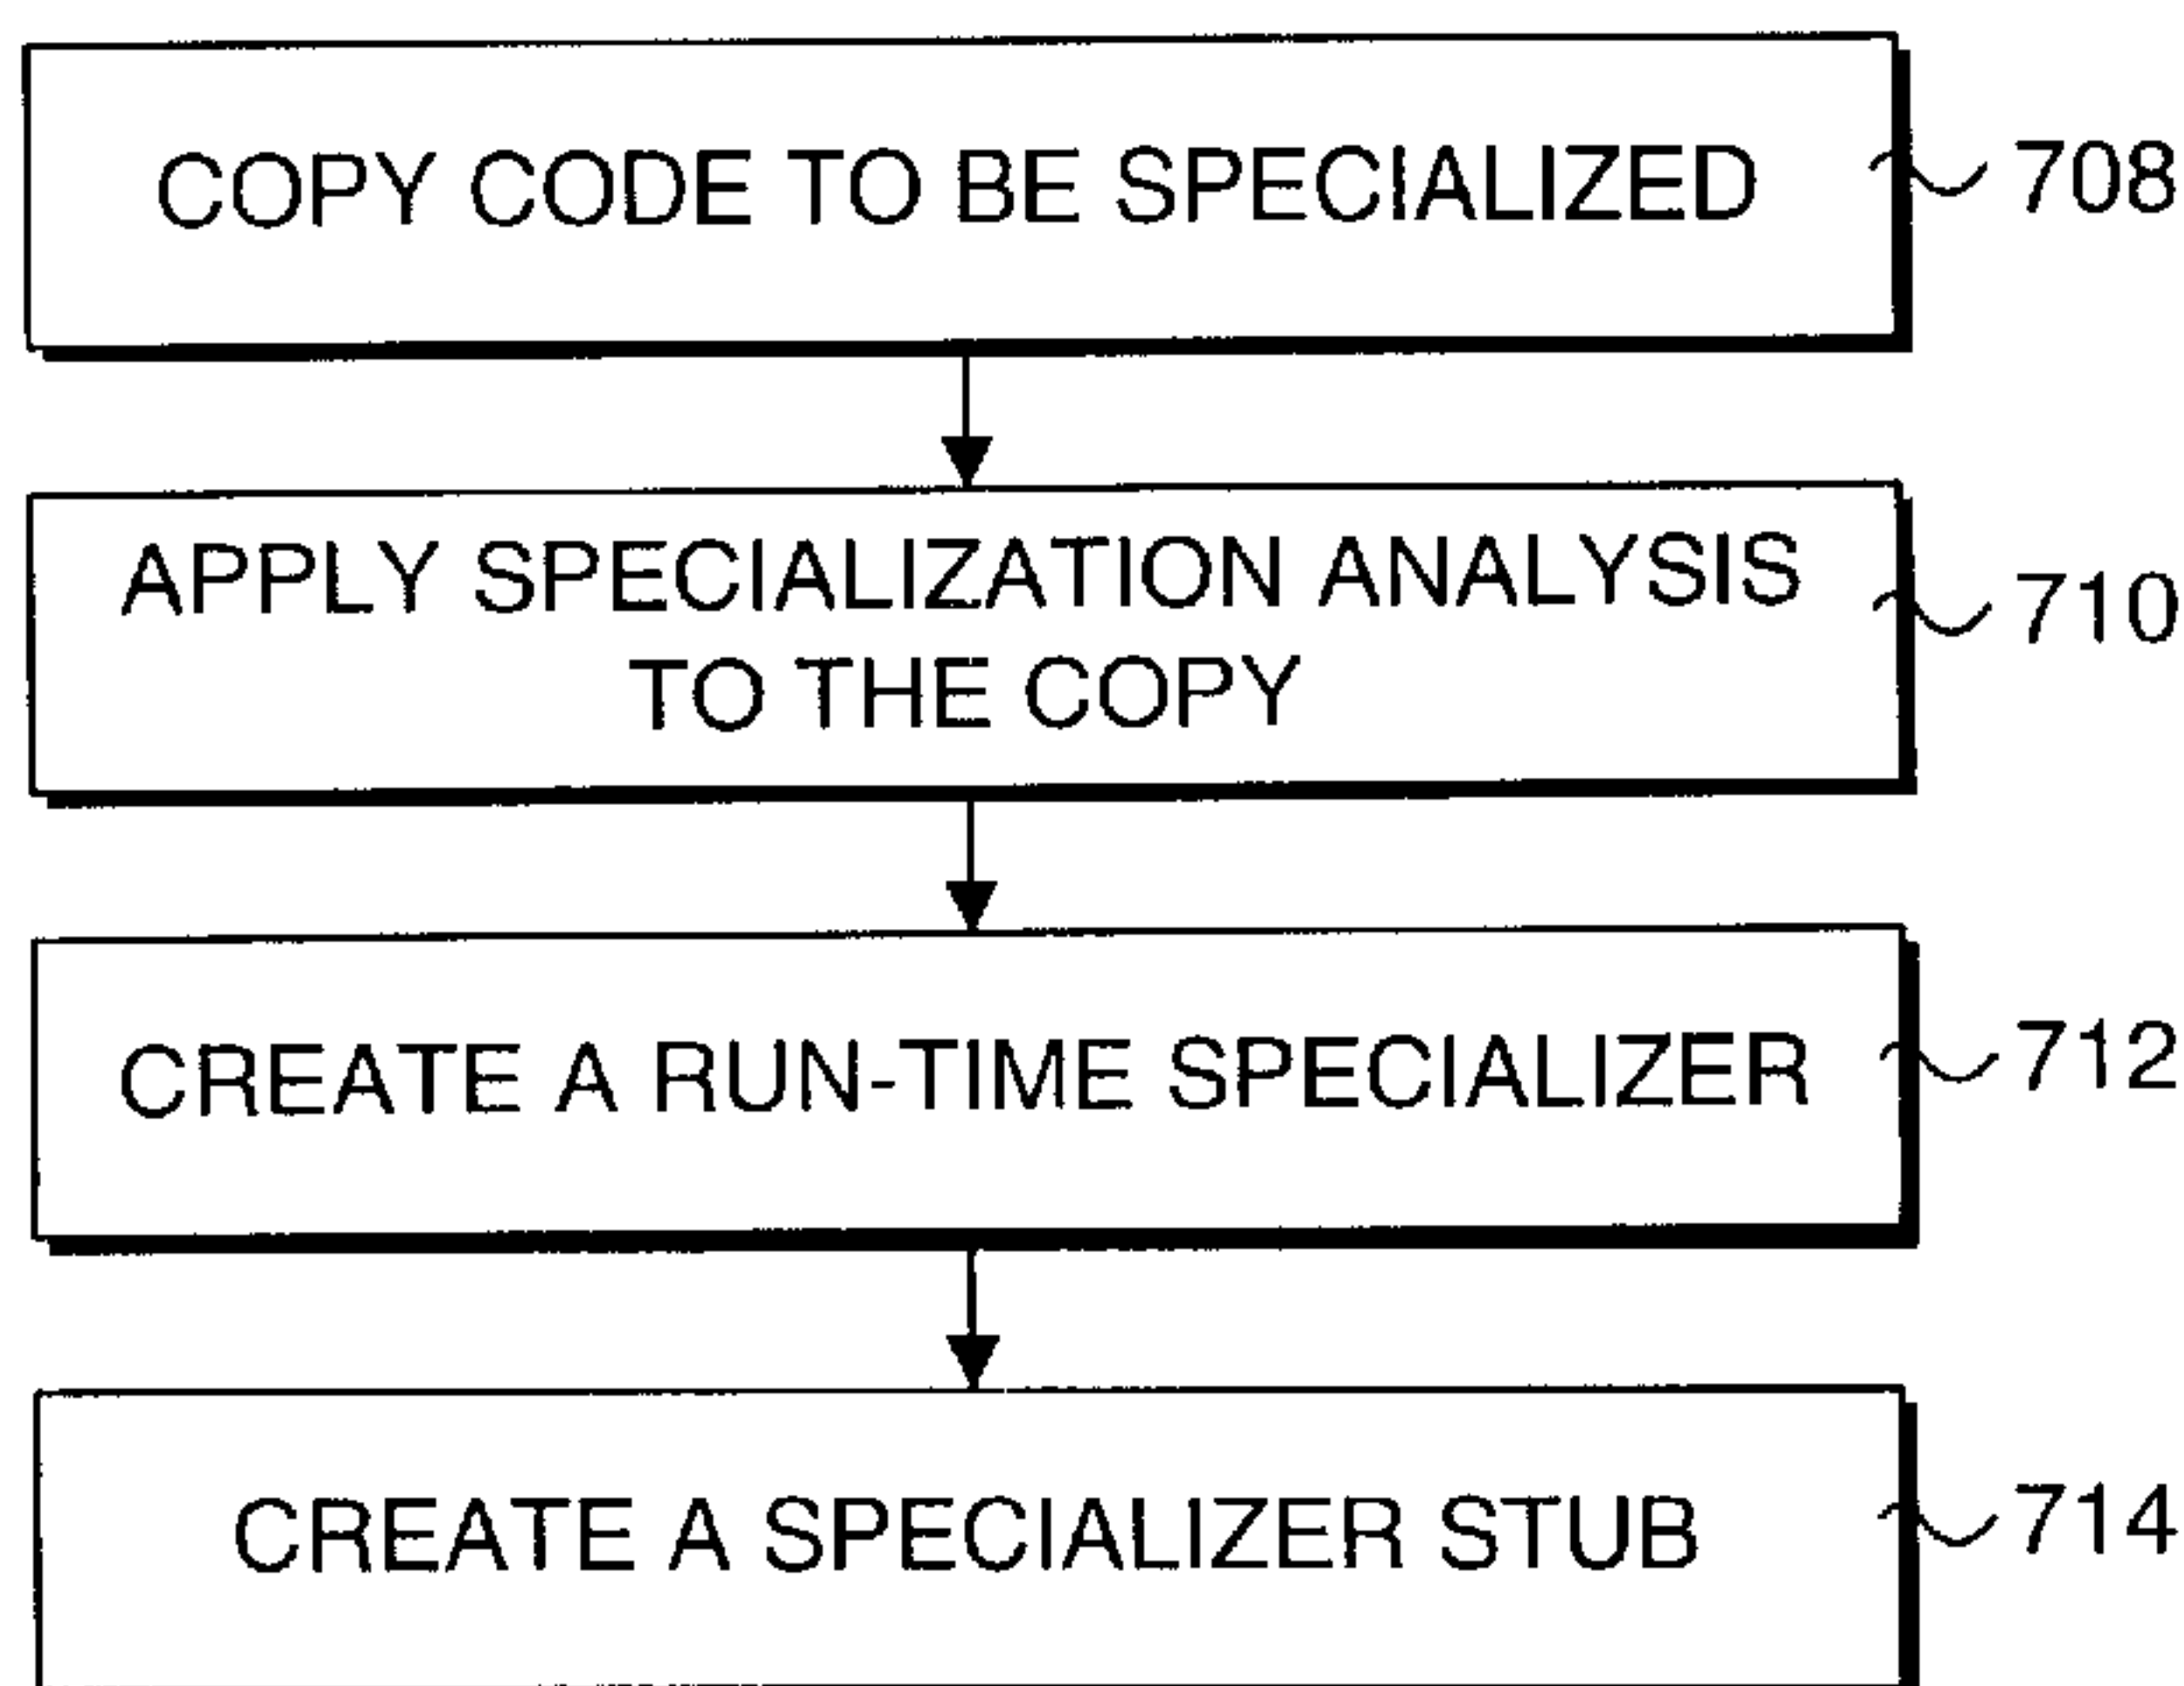 COPY CODE TO BE SPECIALIZED
708
APPLY SPECIALIZATION ANALYSIS
TO THE COPY
710
CREATE A RUN-TIME SPECIALIZER
712
CREATE A SPECIALIZER STUB
714